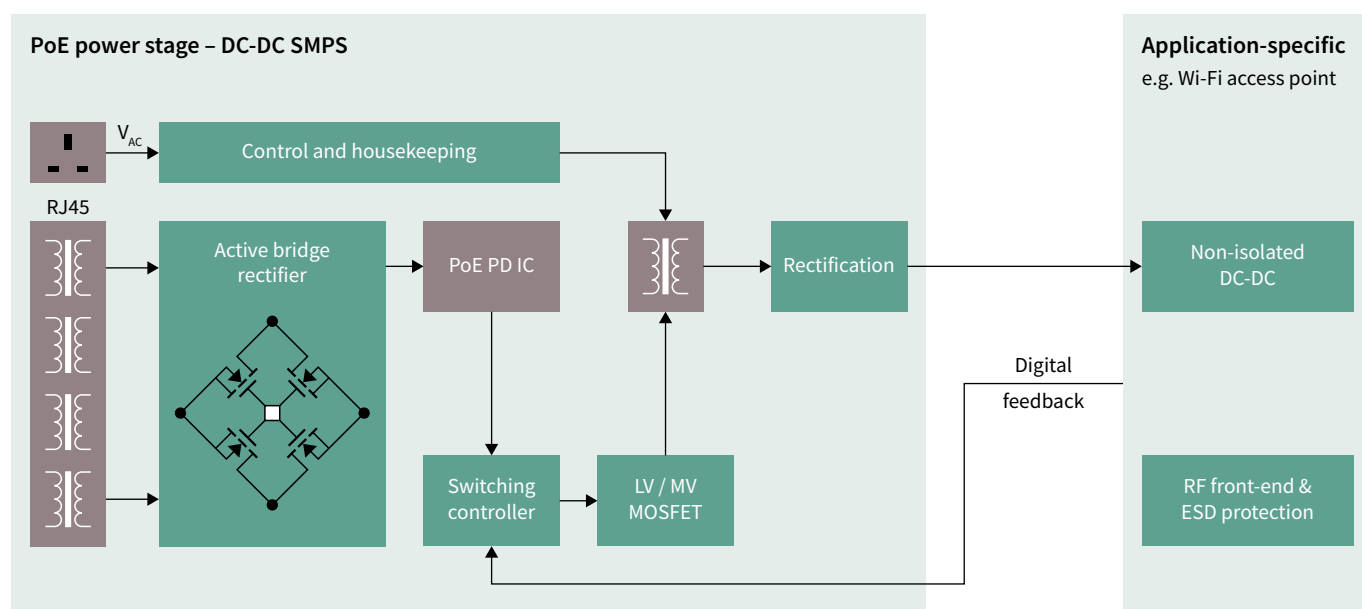 PoE power stage – DC-DC SMPS
Application-specific
e.g. Wi-Fi access point
VAC
Control and housekeeping
RJ45
Active bridge
rectifier
PoE PD IC
Rectification
Non-isolated
DC-DC
Digital
feedback
Switching
controller
LV / MV
MOSFET
RF front-end &
ESD protection